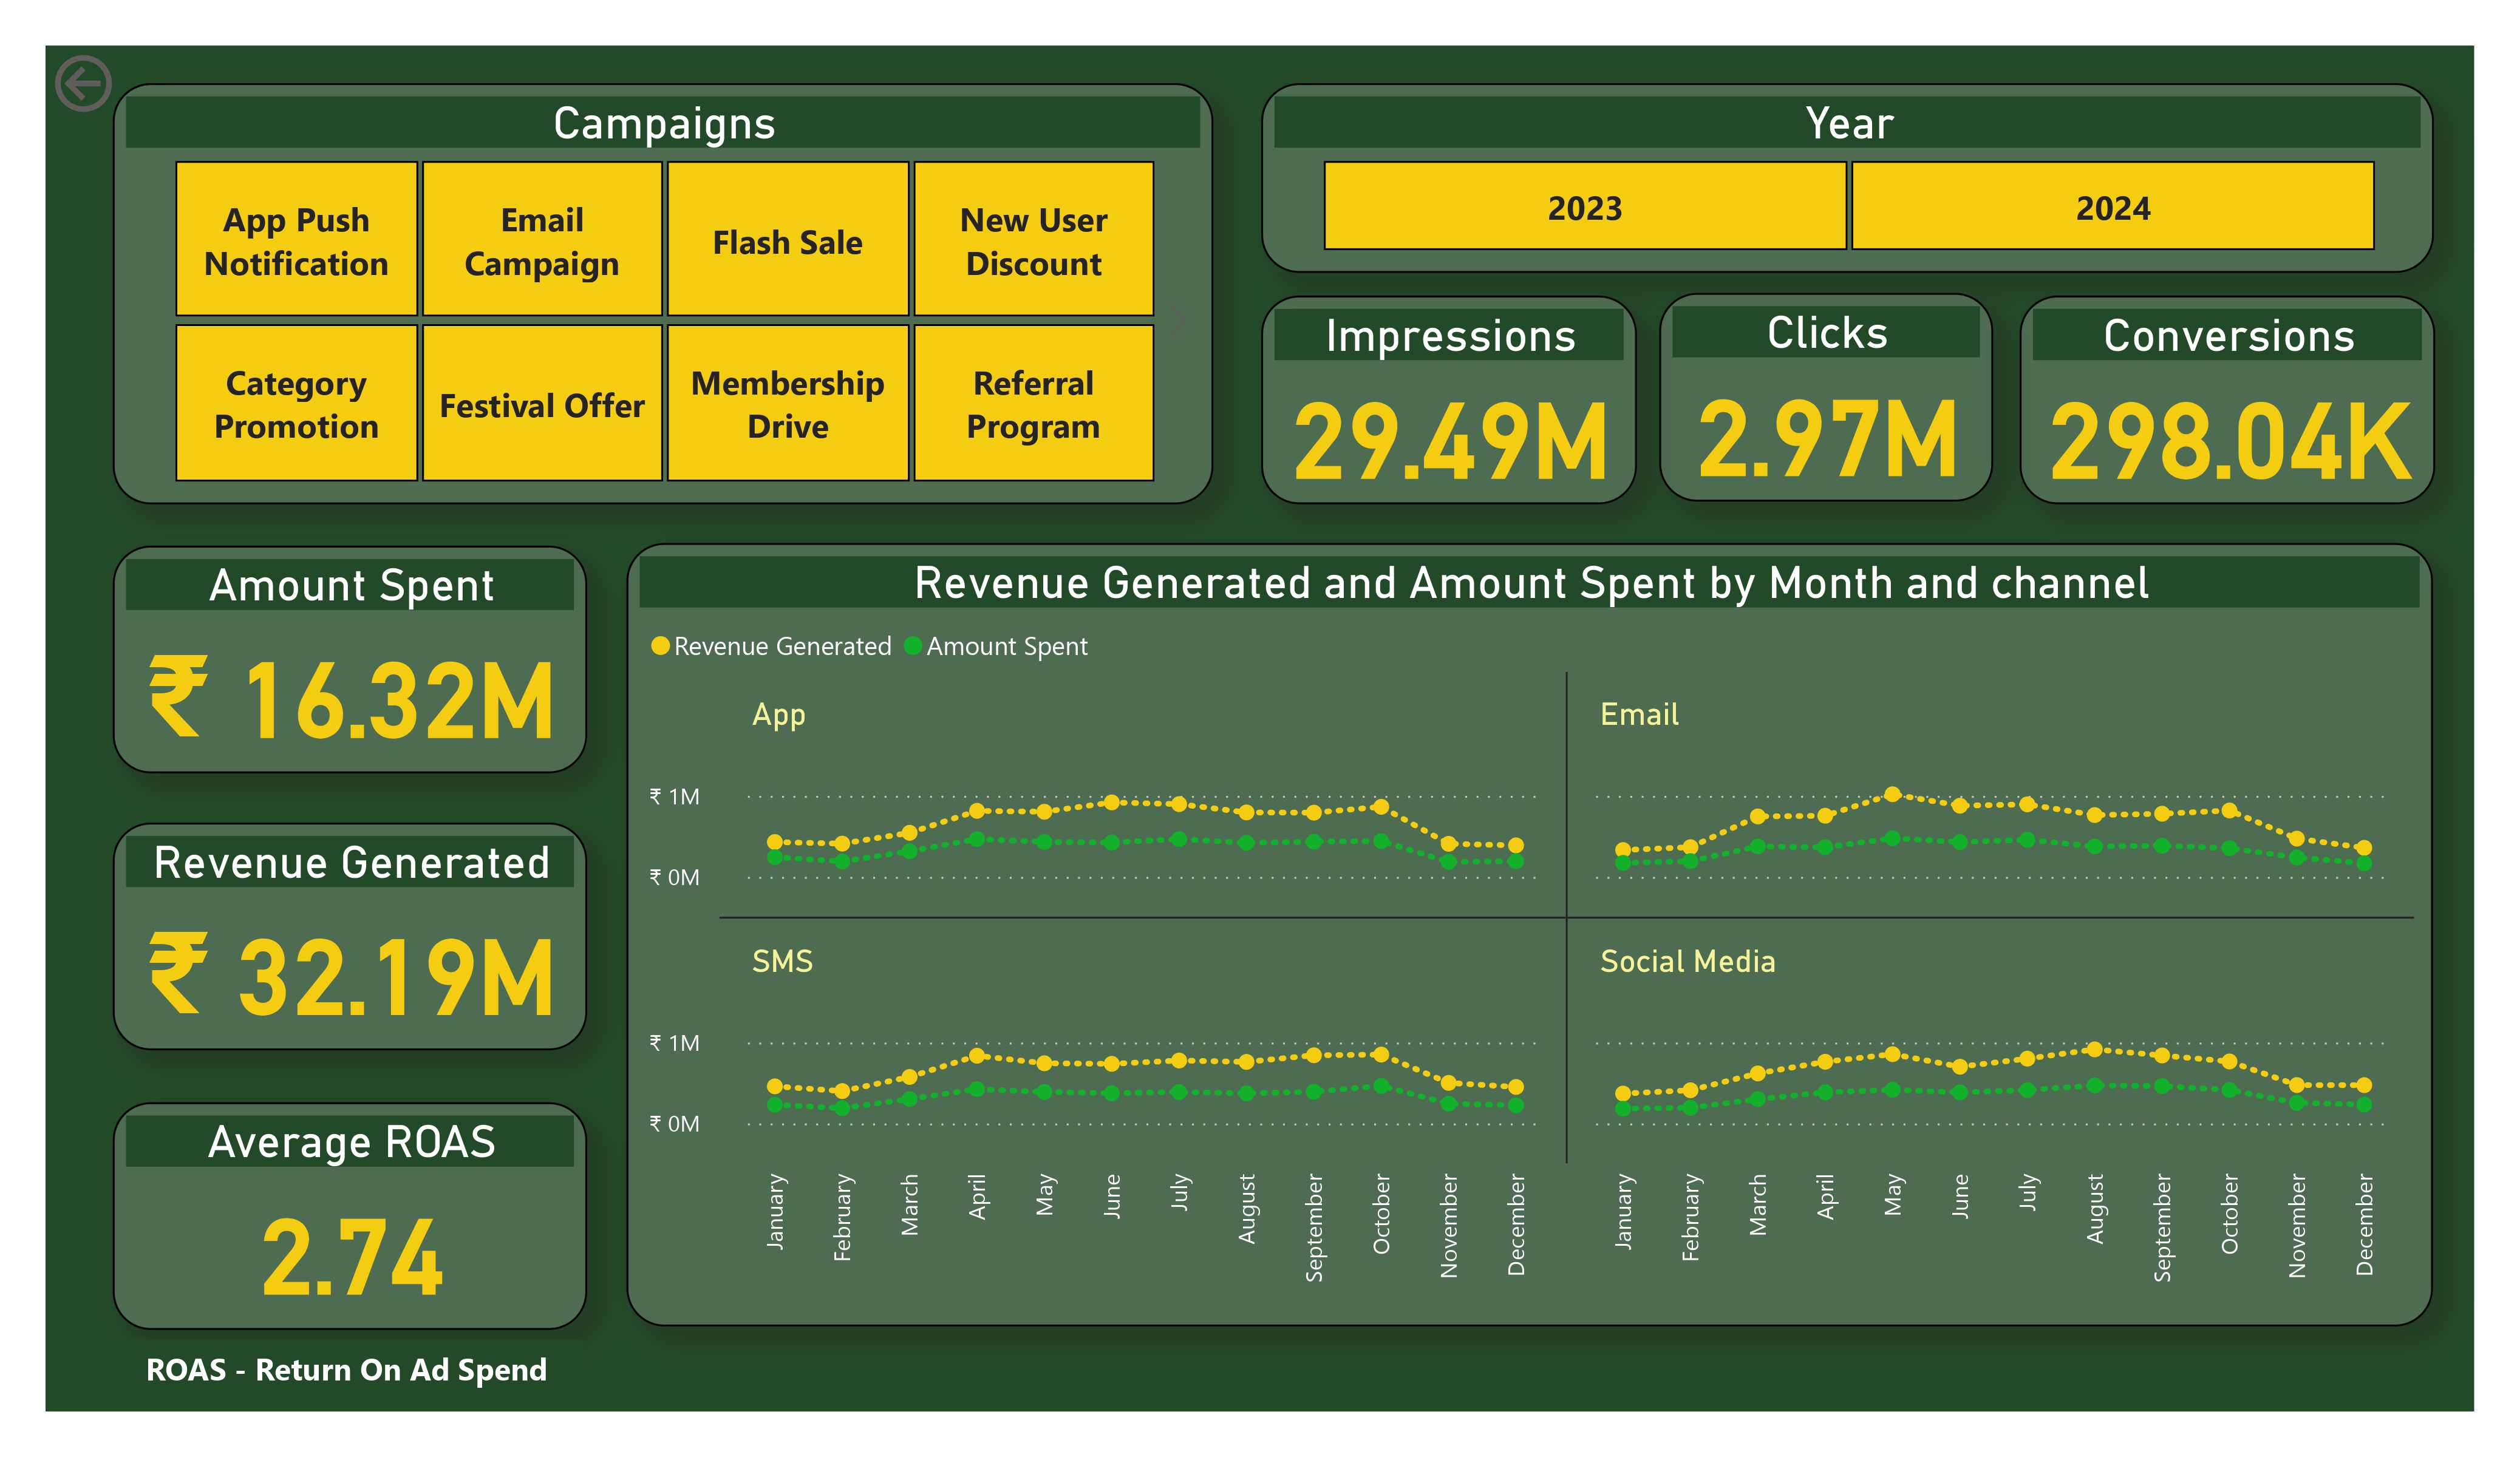 Campaigns
App Push
Notification
Email
Campaign
Flash Sale
New User
Discount
Category
Promotion
Festival Offer
Membership
Drive
Referral
Program
Year
2023
2024
Impressions
29.49M
Clicks
2.97M
Conversions
298.04K
Amount Spent
₹ 16.32M
Revenue Generated
₹ 32.19M
Average ROAS
2.74
ROAS - Return On Ad Spend
Revenue Generated and Amount Spent by Month and channel
Revenue Generated
Amount Spent
App
Email
₹ 1M
₹ 0M
SMS
Social Media
₹ 1M
₹ 0M
January
February
March
April
May
June
July
August
September
October
November
December
January
February
March
April
May
June
July
August
September
October
November
December